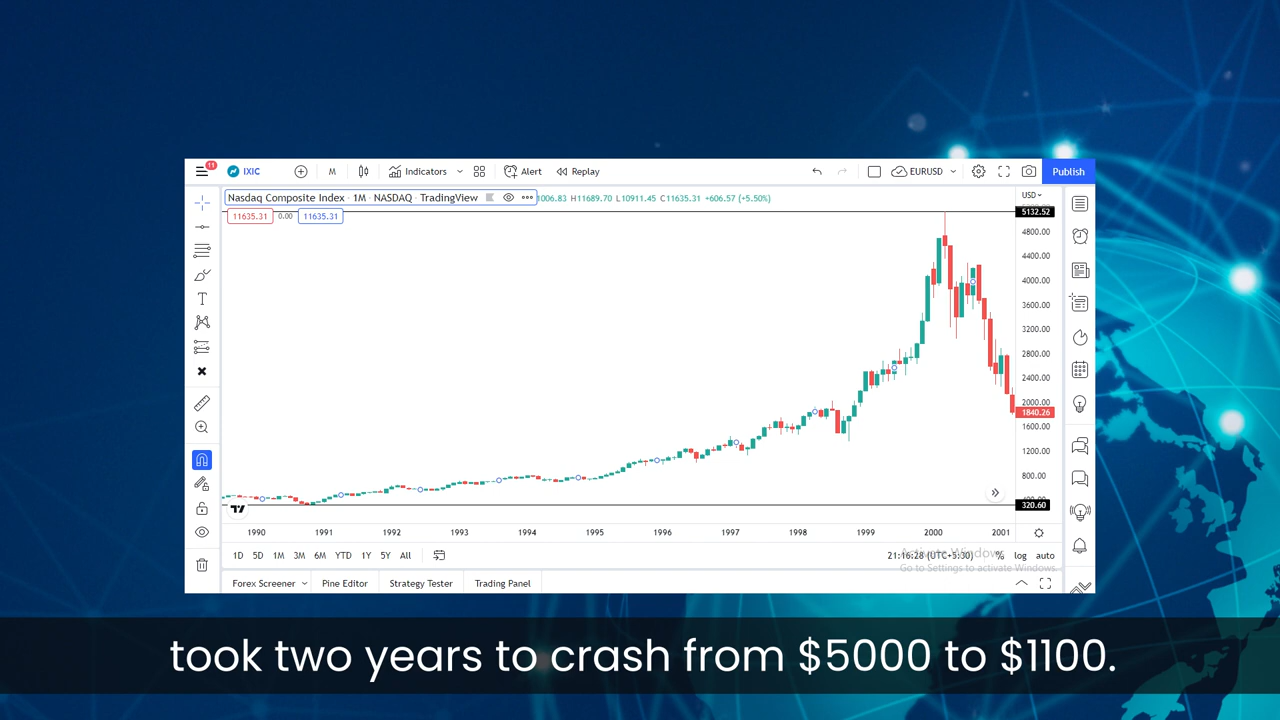 11
IXIC
M
Indicators
Alert
Replay
EURUSD
Publish
Nasdaq Composite Index · 1M · NASDAQ · TradingView
1006.83 H11689.70 L10911.45 C11635.31 +606.57 (+5.50%)
USD
11635.31 0.00 11635.31
5132.52
4800.00
4400.00
4000.00
3600.00
3200.00
2800.00
2400.00
2000.00
1840.26
1600.00
1200.00
800.00
320.60
1990 1991 1992 1993 1994 1995 1996 1997 1998 1999 2000 2001
1D 5D 1M 3M 6M YTD 1Y 5Y All
21:16:28 (UTC+5:30) % log auto
Activate Windows
Go to Settings to activate Windows.
Forex Screener Pine Editor Strategy Tester Trading Panel
took two years to crash from $5000 to $1100.